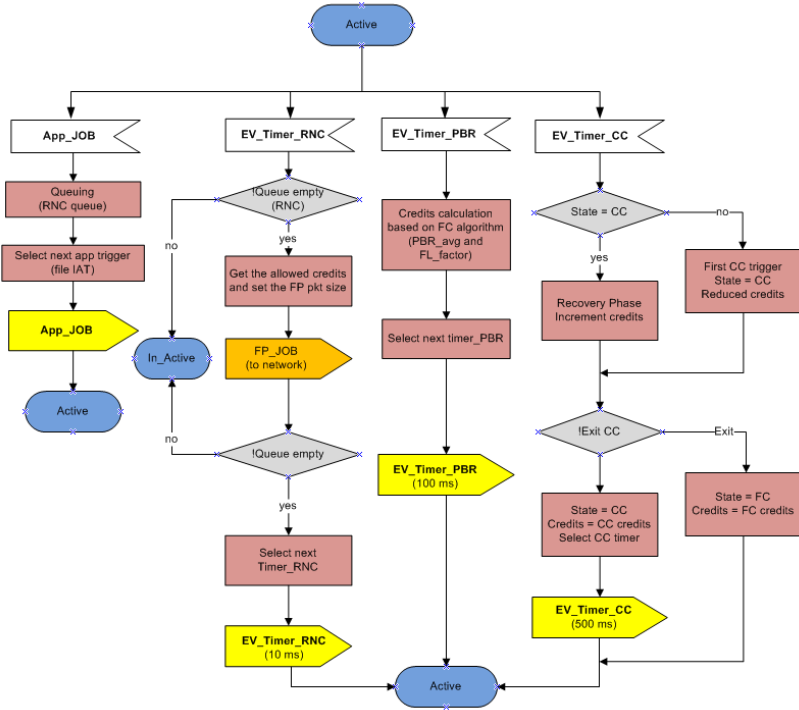 Active
App_JOB
EV_Timer_RNC
EV_Timer_PBR
EV_Timer_CC
Queuing
(RNC queue)
Select next app trigger
(file IAT)
App_JOB
Active
!Queue empty
(RNC)
no
yes
Get the allowed credits
and set the FP pkt size
In_Active
FP_JOB
(to network)
no
!Queue empty
yes
Select next
Timer_RNC
EV_Timer_RNC
(10 ms)
Credits calculation
based on FC algorithm
(PBR_avg and
FL_factor)
Select next timer_PBR
EV_Timer_PBR
(100 ms)
State = CC
no
yes
First CC trigger
State = CC
Reduced credits
Recovery Phase
Increment credits
!Exit CC
Exit
State = CC
Credits = CC credits
Select CC timer
State = FC
Credits = FC credits
EV_Timer_CC
(500 ms)
Active